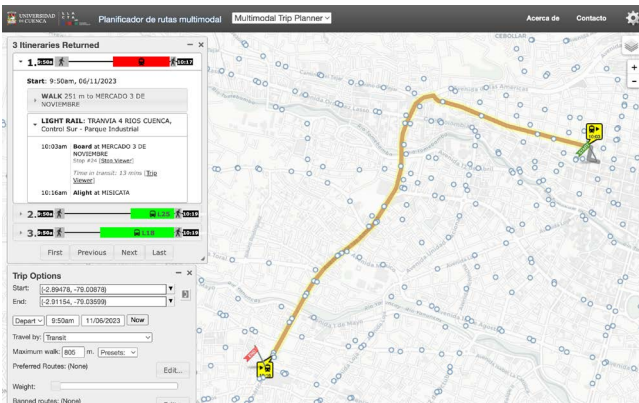 UNIVERSIDAD
DE CUENCA
Planificador de rutas multimodal
Multimodal Trip Planner
Acerca de
Contacto
3 Itineraries Returned
1. 9:50a 10:17
Start: 9:50am, 06/11/2023
WALK 251 m to MERCADO 3 DE
NOVIEMBRE
LIGHT RAIL: TRANVIA 4 RIOS CUENCA,
Control Sur - Parque Industrial
10:03am Board at MERCADO 3 DE
NOVIEMBRE
Stop #24 [Stop Viewer]
Time in transit: 13 mins [Trip
Viewer]
10:16am Alight at MISICATA
2. 9:50a L25 10:19
3. 9:50a L18 10:19
First Previous Next Last
Trip Options
Start: (-2.89478, -79.00878)
End: (-2.91154, -79.03599)
Depart 9:50am 11/06/2023 Now
Travel by: Transit
Maximum walk: 805 m. Presets:
Preferred Routes: (None)
Edit...
Weight:
Banned routes: (None)
CEBOLLAR
10:03